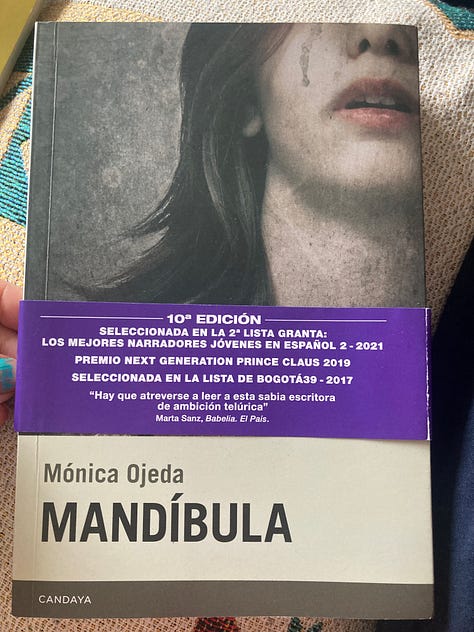 10ª EDICIÓN
SELECCIONADA EN LA 2ª LISTA GRANTA:
LOS MEJORES NARRADORES JÓVENES EN ESPAÑOL 2 - 2021
PREMIO NEXT GENERATION PRINCE CLAUS 2019
SELECCIONADA EN LA LISTA DE BOGOTÁ39 - 2017
“Hay que atreverse a leer a esta sabia escritora
de ambición telúrica”
Marta Sanz, Babelia. El País.
Mónica Ojeda
MANDÍBULA
CANDAYA